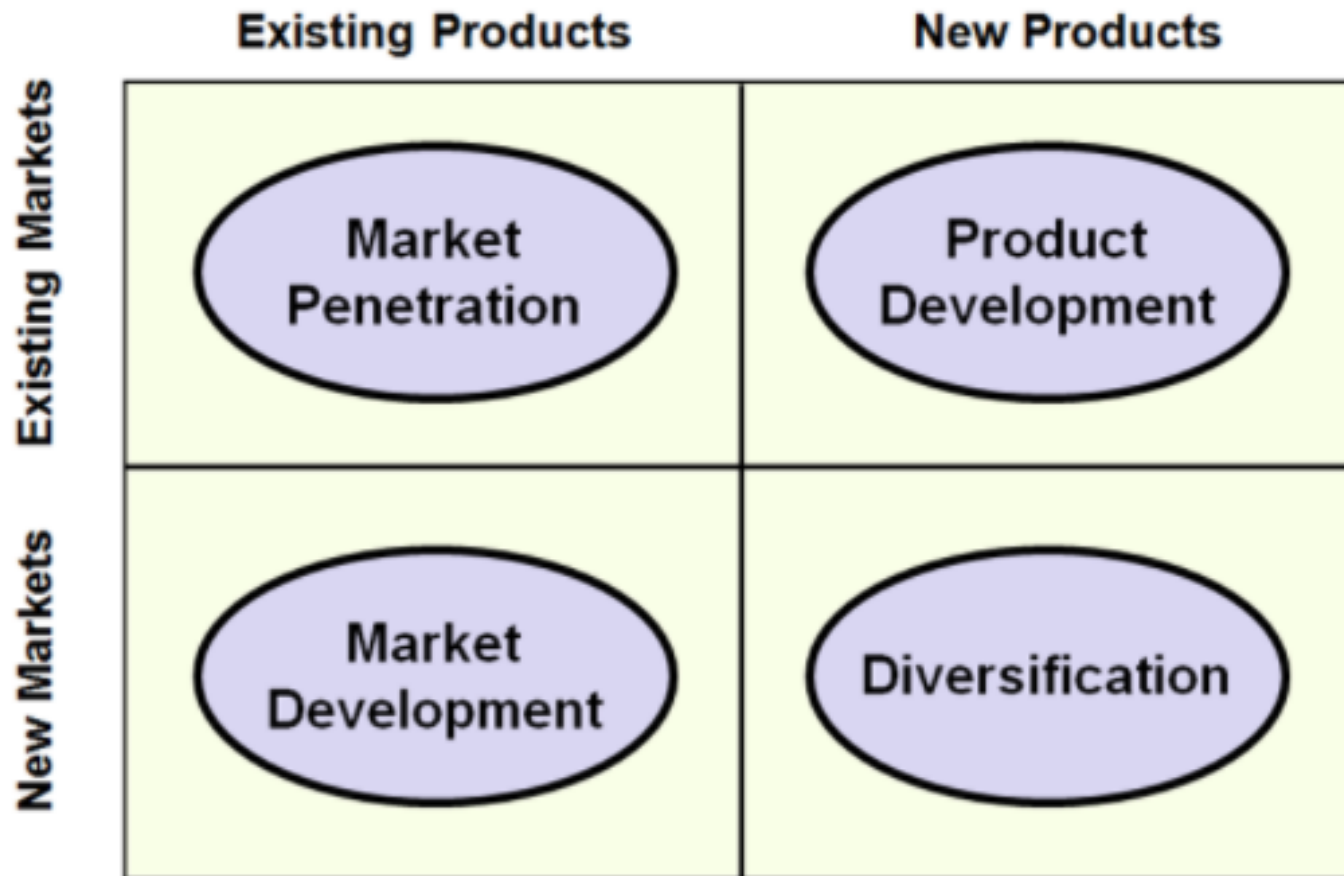 Existing Products
New Products
Existing Markets
Market
Penetration
Product
Development
New Markets
Market
Development
Diversification